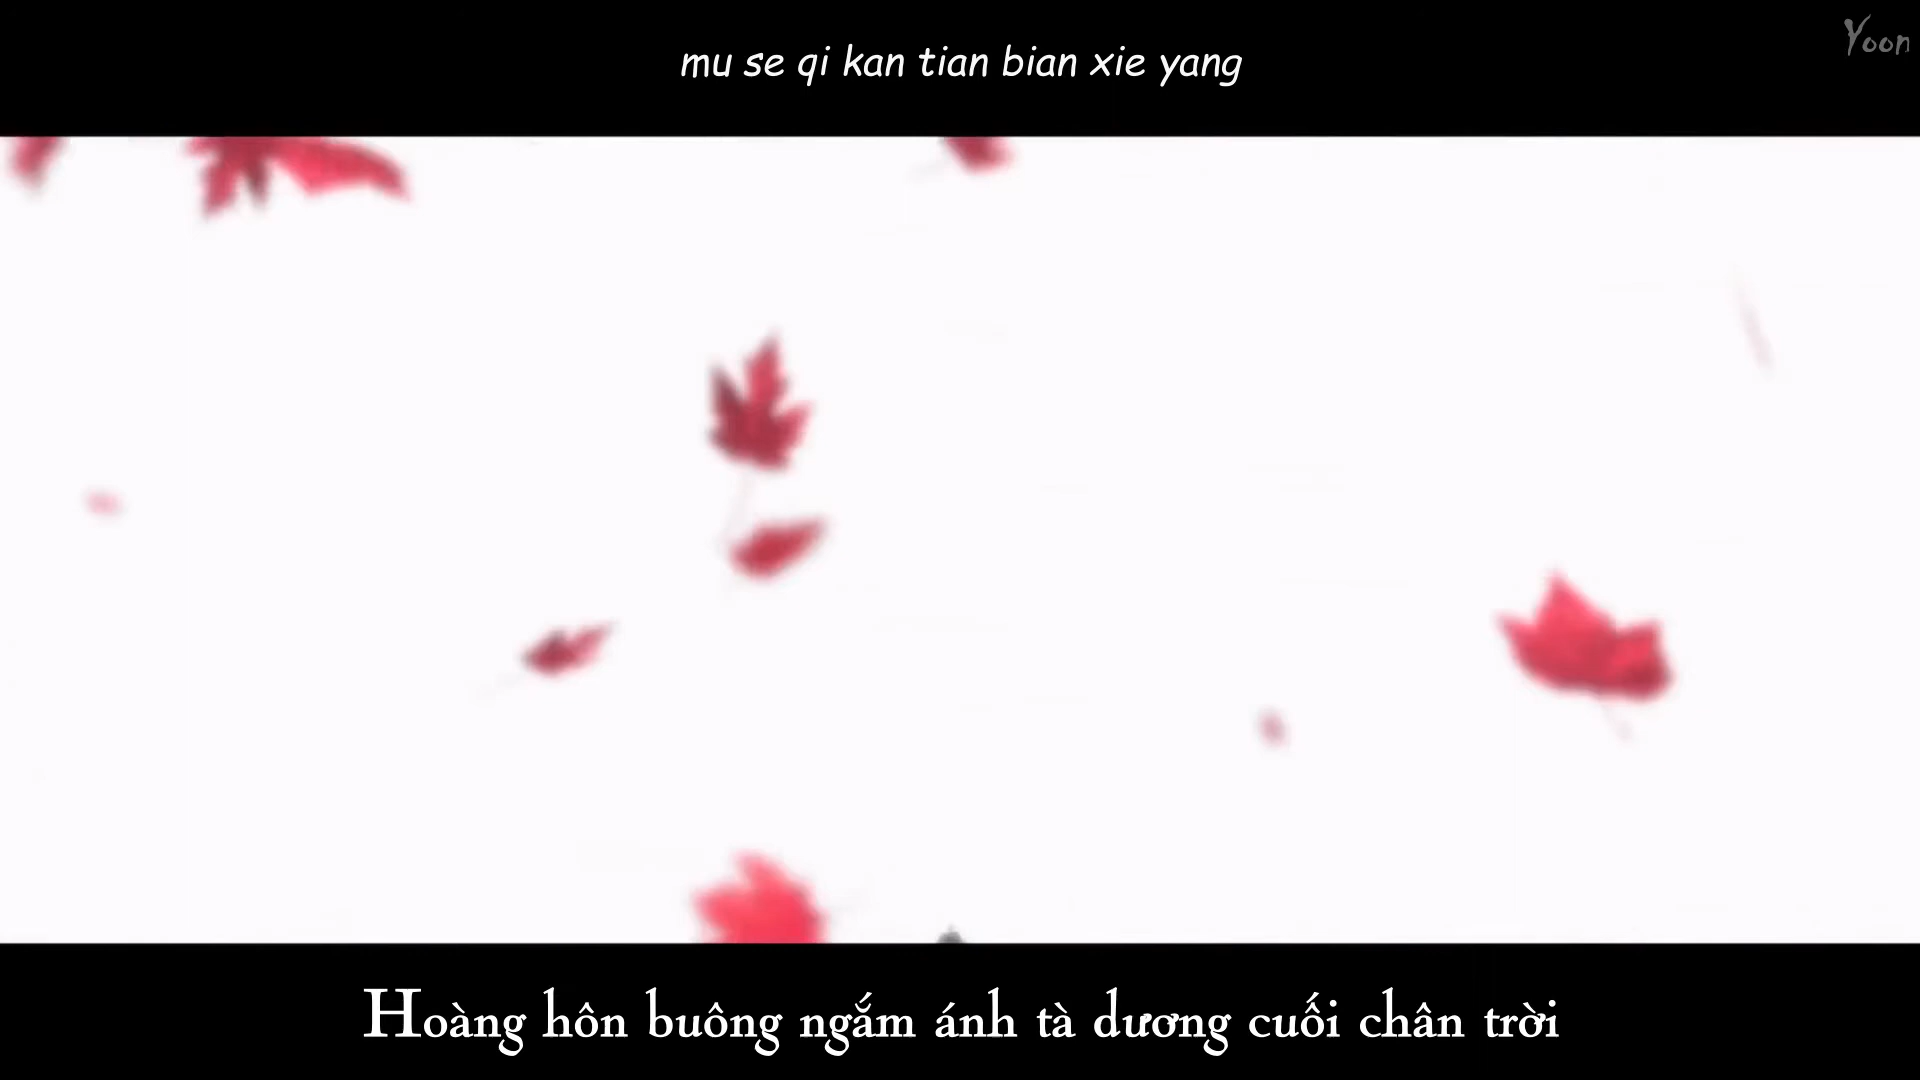 Yoon
mu se qi kan tian bian xie yang
Hoàng hôn buông ngắm ánh tà dương cuối chân trời